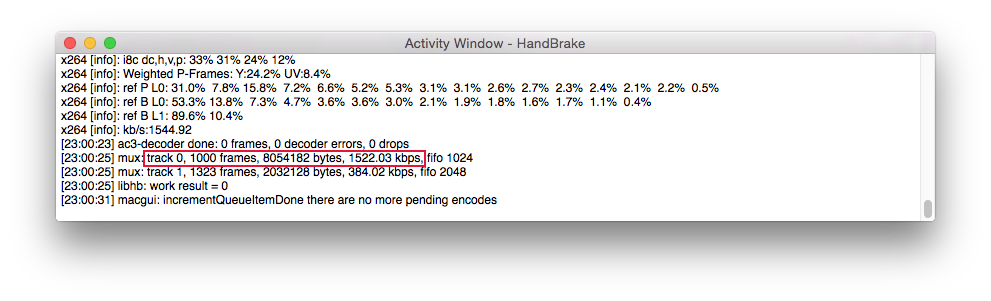 Activity Window - HandBrake
x264 [info]: i8c dc,h,v,p: 33% 31% 24% 12%
x264 [info]: Weighted P-Frames: Y:24.2% UV:8.4%
x264 [info]: ref P L0: 31.0% 7.8% 15.8% 7.2% 6.6% 5.2% 5.3% 3.1% 3.1% 2.6% 2.7% 2.3% 2.4% 2.1% 2.2% 0.5%
x264 [info]: ref B L0: 53.3% 13.8% 7.3% 4.7% 3.6% 3.6% 3.0% 2.1% 1.9% 1.8% 1.6% 1.7% 1.1% 0.4%
x264 [info]: ref B L1: 89.6% 10.4%
x264 [info]: kb/s:1544.92
[23:00:23] ac3-decoder done: 0 frames, 0 decoder errors, 0 drops
[23:00:25] mux: track 0, 1000 frames, 8054182 bytes, 1522.03 kbps, fifo 1024
[23:00:25] mux: track 1, 1323 frames, 2032128 bytes, 384.02 kbps, fifo 2048
[23:00:25] libhb: work result = 0
[23:00:31] macgui: incrementQueueItemDone there are no more pending encodes